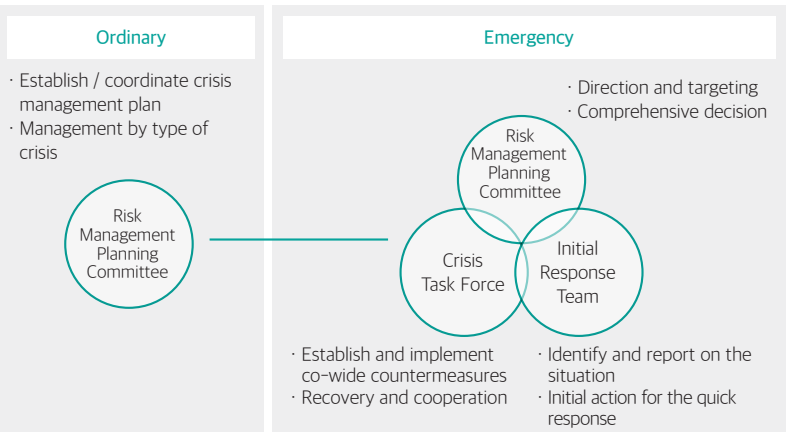 Ordinary
· Establish / coordinate crisis
management plan
· Management by type of
crisis
Risk
Management
Planning
Committee
Emergency
· Direction and targeting
· Comprehensive decision
Risk
Management
Planning
Committee
Crisis
Task Force
Initial
Response
Team
· Establish and implement
co-wide countermeasures
· Recovery and cooperation
· Identify and report on the
situation
· Initial action for the quick
response